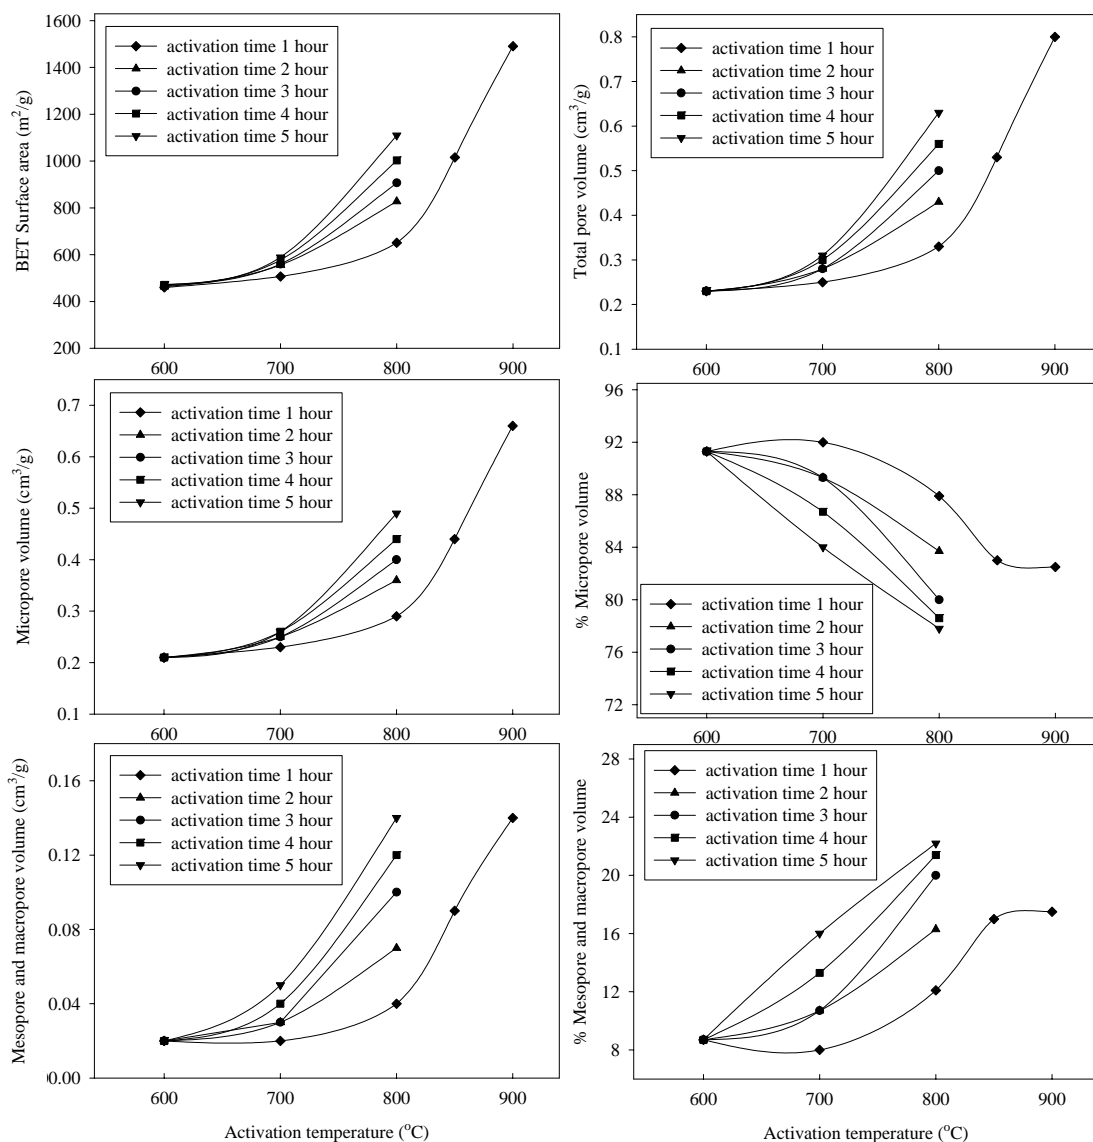 BET Surface area (m2/g)
1600
1400
1200
1000
800
600
400
200
activation time 1 hour
activation time 2 hour
activation time 3 hour
activation time 4 hour
activation time 5 hour
600 700 800 900
Total pore volume (cm3/g)
0.8
0.7
0.6
0.5
0.4
0.3
0.2
0.1
activation time 1 hour
activation time 2 hour
activation time 3 hour
activation time 4 hour
activation time 5 hour
600 700 800 900
Micropore volume (cm3/g)
0.7
0.6
0.5
0.4
0.3
0.2
0.1
activation time 1 hour
activation time 2 hour
activation time 3 hour
activation time 4 hour
activation time 5 hour
600 700 800 900
% Micropore volume
96
92
88
84
80
76
72
activation time 1 hour
activation time 2 hour
activation time 3 hour
activation time 4 hour
activation time 5 hour
600 700 800 900
Mesopore and macropore volume (cm3/g)
0.16
0.12
0.08
0.04
0.00
activation time 1 hour
activation time 2 hour
activation time 3 hour
activation time 4 hour
activation time 5 hour
600 700 800 900
Activation temperature (oC)
% Mesopore and macropore volume
28
24
20
16
12
8
activation time 1 hour
activation time 2 hour
activation time 3 hour
activation time 4 hour
activation time 5 hour
600 700 800 900
Activation temperature (oC)